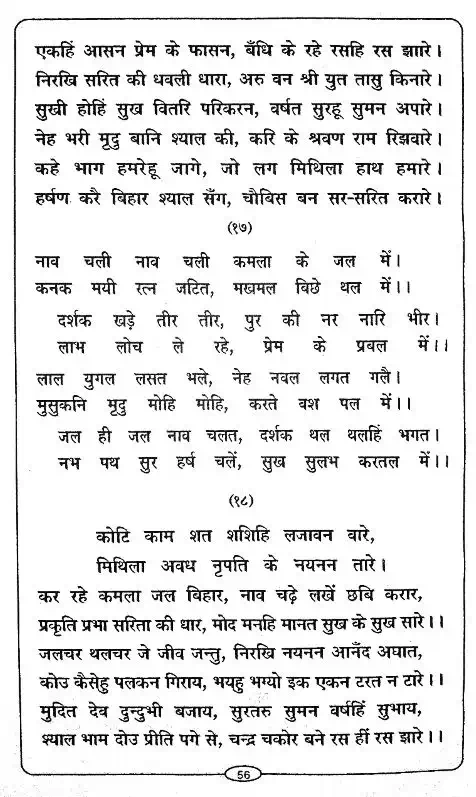 एकहिं आसन प्रेम के फासन, बँधि के रहे रसहि रस झारे।
निरखि सरित की धवली धारा, अरु वन श्री युत तासु किनारे।
सुखी होहिं सुख वितरि परिकरन, वर्षत सुरहू सुमन अपारे।
नेह भरी मृदु बानि श्याल की, करि के श्रवण राम रिझवारे।
कहे भाग हमरेहू जागे, जो लग मिथिला हाथ हमारे।
हर्षण करै बिहार श्याल सँग, चौबिस बन सर-सरित करारे।
(१७)
नाव चली नाव चली कमला के जल में।
कनक मयी रत्न जटित, मखमल विछे थल में।।
दर्शक खड़े तीर तीर, पुर की नर नारि भीर।
लाभ लोच ले रहे, प्रेम के प्रबल में।।
लाल युगल लसत भले, नेह नवल लगत गलै।
मुसुकनि मृदु मोहि मोहि, करते वश पल में।।
जल ही जल नाव चलत, दर्शक थल थलहिं भगत।
नभ पथ सुर हर्ष चलें, सुख सुलभ करतल में।।
(१८)
कोटि काम शत शशिहि लजावन वारे,
मिथिला अवध नृपति के नयनन तारे।
कर रहे कमला जल बिहार, नाव चढ़े लखें छबि करार,
प्रकृति प्रभा सरिता की धार, मोद मनहि मानत सुख के सुख सारे।।
जलचर थलचर जे जीव जन्तु, निरखि नयनन आनँद अघात,
कोउ कैसेहु पलकन गिराय, भयहु भग्यो इक एकन टरत न टारे।।
मुदित देव दुन्दुभी बजाय, सुरतरु सुमन वर्षहिं सुभाय,
श्याल भाम दोउ प्रीति पगे से, चन्द्र चकोर बने रस हीं रस झारे।।
56